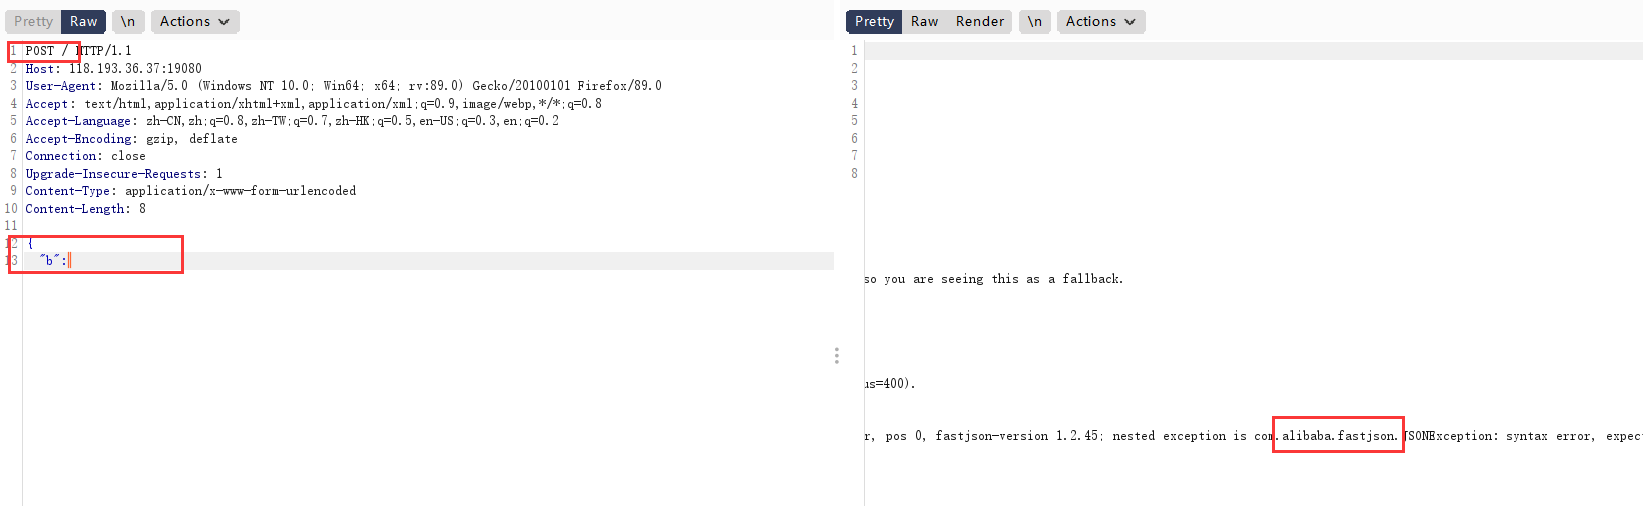 Pretty Raw \n Actions
1 POST / HTTP/1.1
2 Host: 118.193.36.37:19080
3 User-Agent: Mozilla/5.0 (Windows NT 10.0; Win64; x64; rv:89.0) Gecko/20100101 Firefox/89.0
4 Accept: text/html,application/xhtml+xml,application/xml;q=0.9,image/webp,*/*;q=0.8
5 Accept-Language: zh-CN,zh;q=0.8,zh-TW;q=0.7,zh-HK;q=0.5,en-US;q=0.3,en;q=0.2
6 Accept-Encoding: gzip, deflate
7 Connection: close
8 Upgrade-Insecure-Requests: 1
9 Content-Type: application/x-www-form-urlencoded
10 Content-Length: 8
11
12 {
13 "b":
Pretty Raw Render \n Actions
1
2
3
4
5
6
7
8
so you are seeing this as a fallback.
us=400).
r, pos 0, fastjson-version 1.2.45; nested exception is com.alibaba.fastjson.JSONException: syntax error, expec